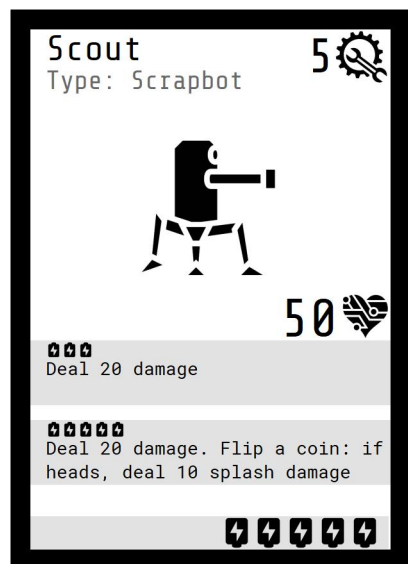 Scout
5
Type: Scrapbot
50
Deal 20 damage
Deal 20 damage. Flip a coin: if
heads, deal 10 splash damage